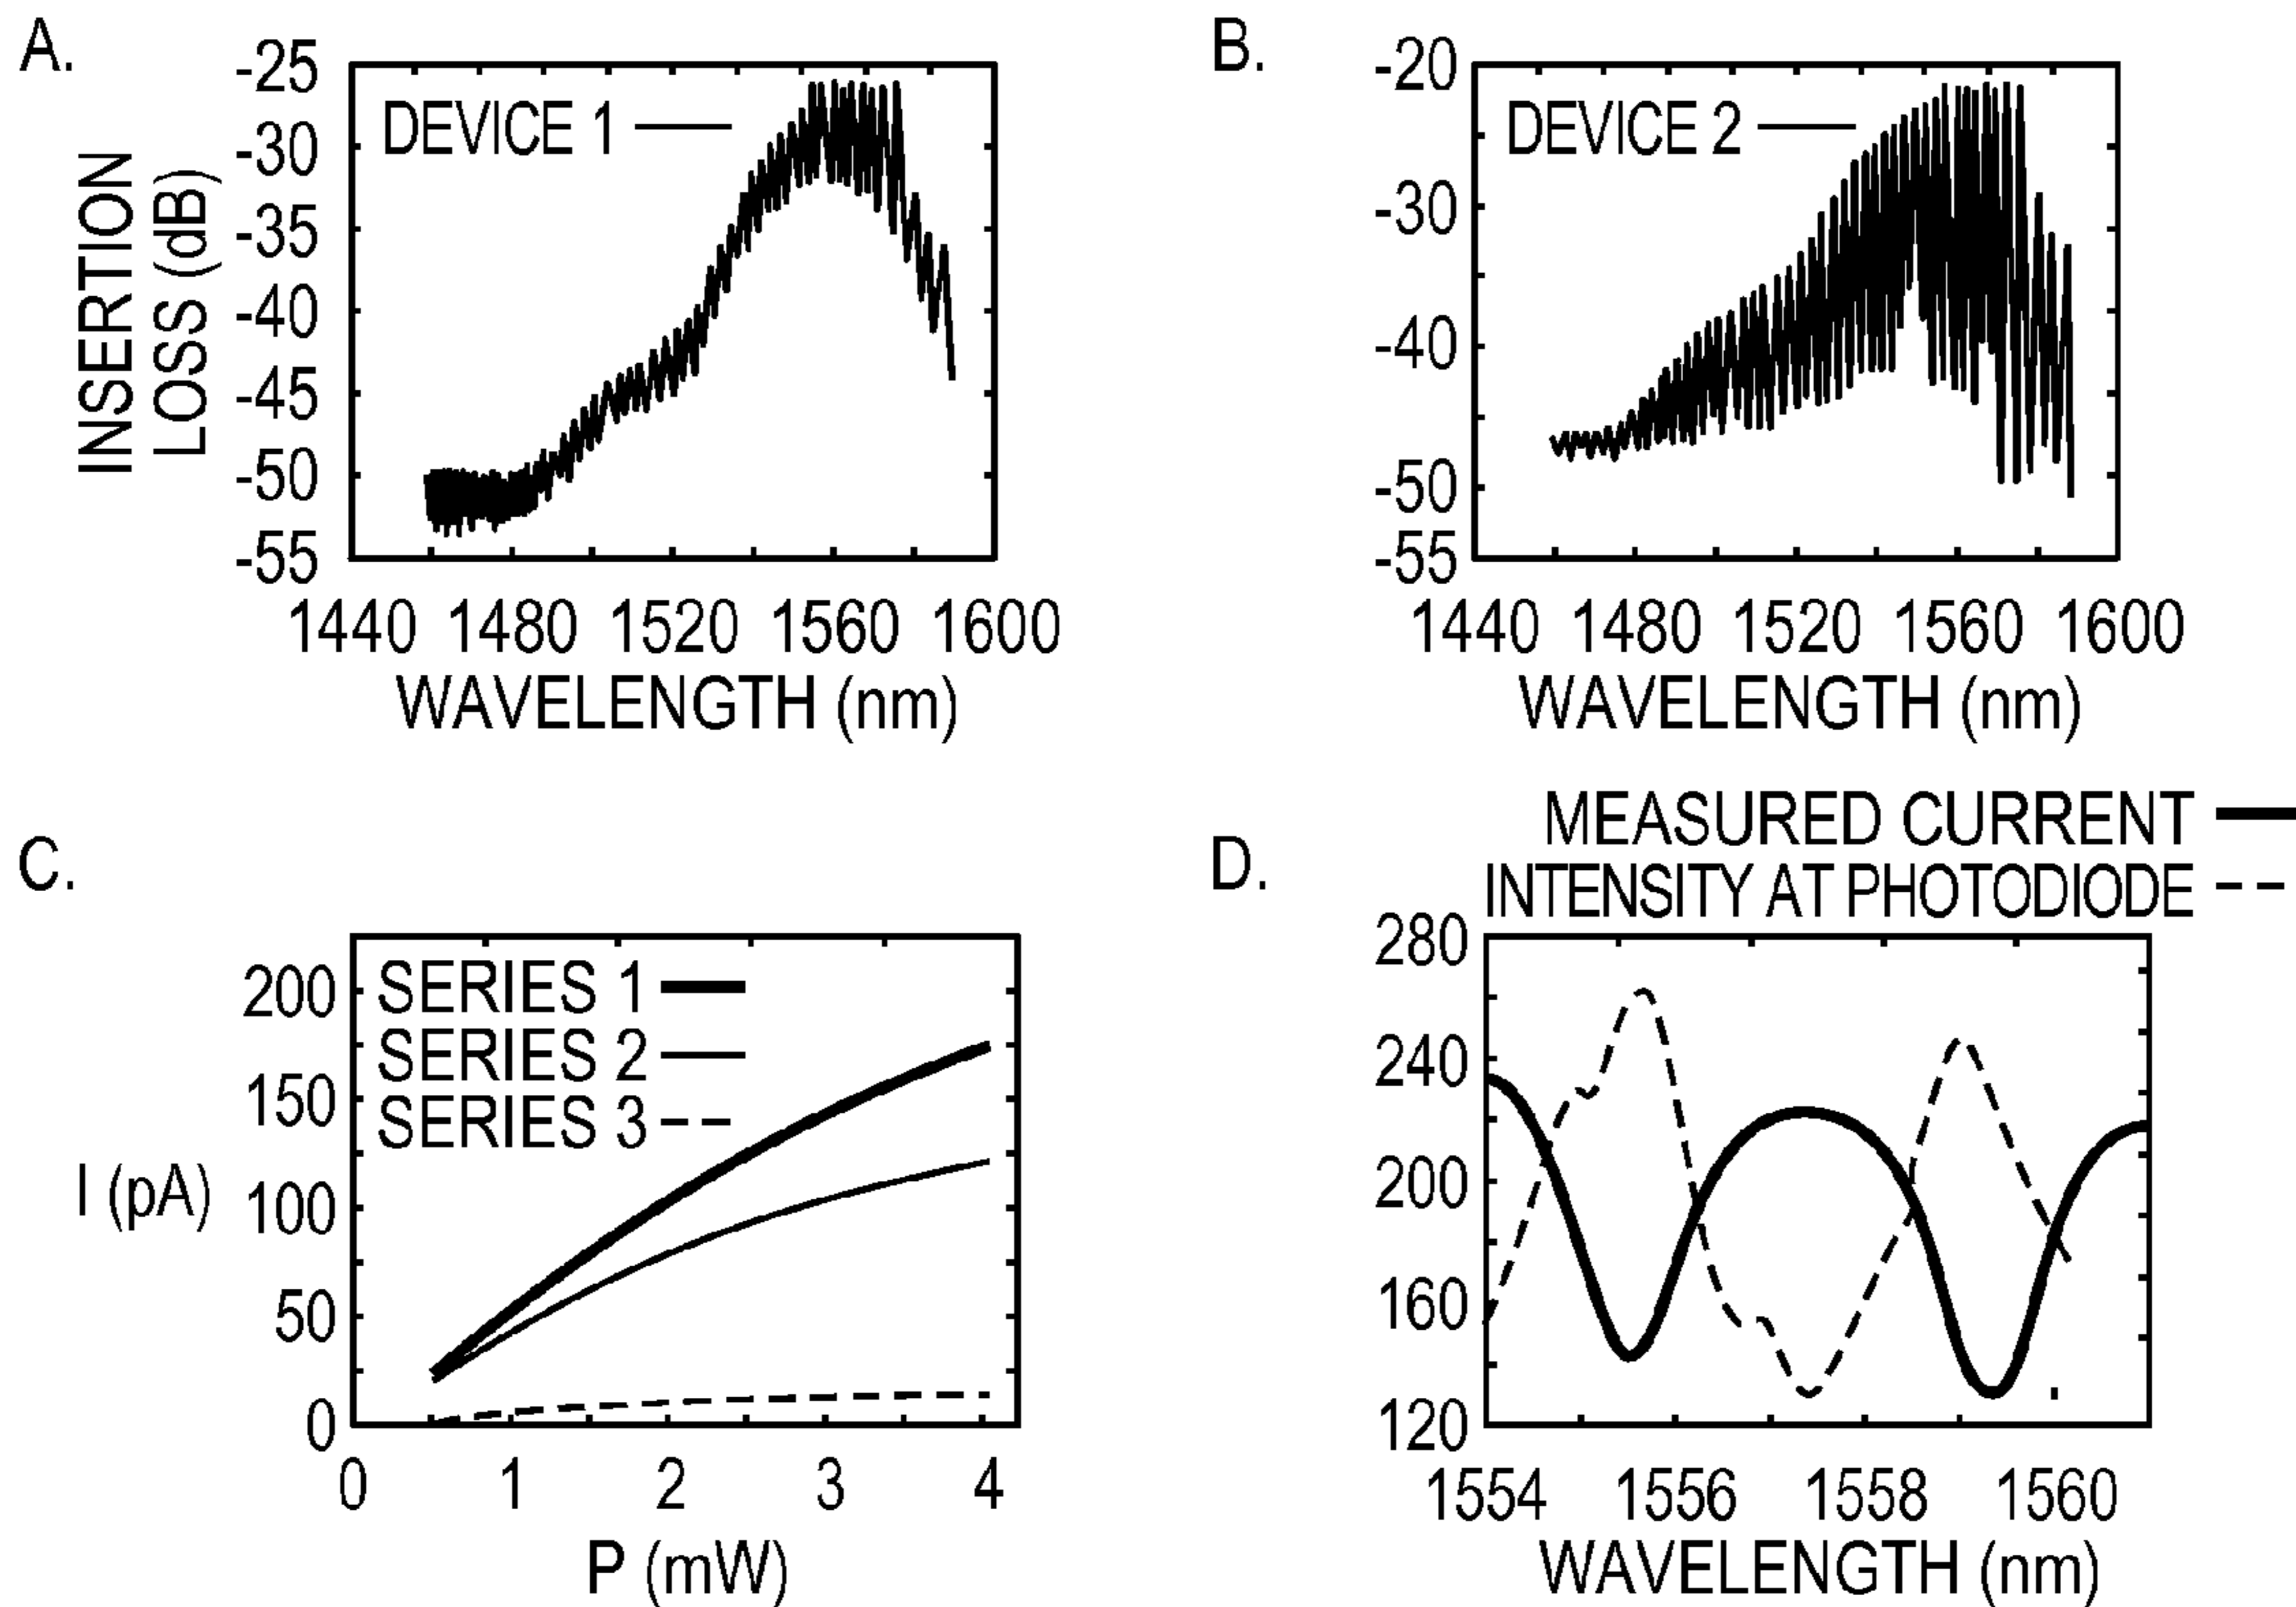 A.
INSERTION
LOSS (dB)
-25
-30
-35
-40
-45
-50
-55
DEVICE 1
1440 1480 1520 1560 1600
WAVELENGTH (nm)
B.
-20
-30
-40
-50
-55
DEVICE 2
1440 1480 1520 1560 1600
WAVELENGTH (nm)
C.
I (pA)
200
150
100
50
0
SERIES 1
SERIES 2
SERIES 3
0 1 2 3 4
P (mW)
D.
MEASURED CURRENT
INTENSITY AT PHOTODIODE
280
240
200
160
120
1554 1556 1558 1560
WAVELENGTH (nm)